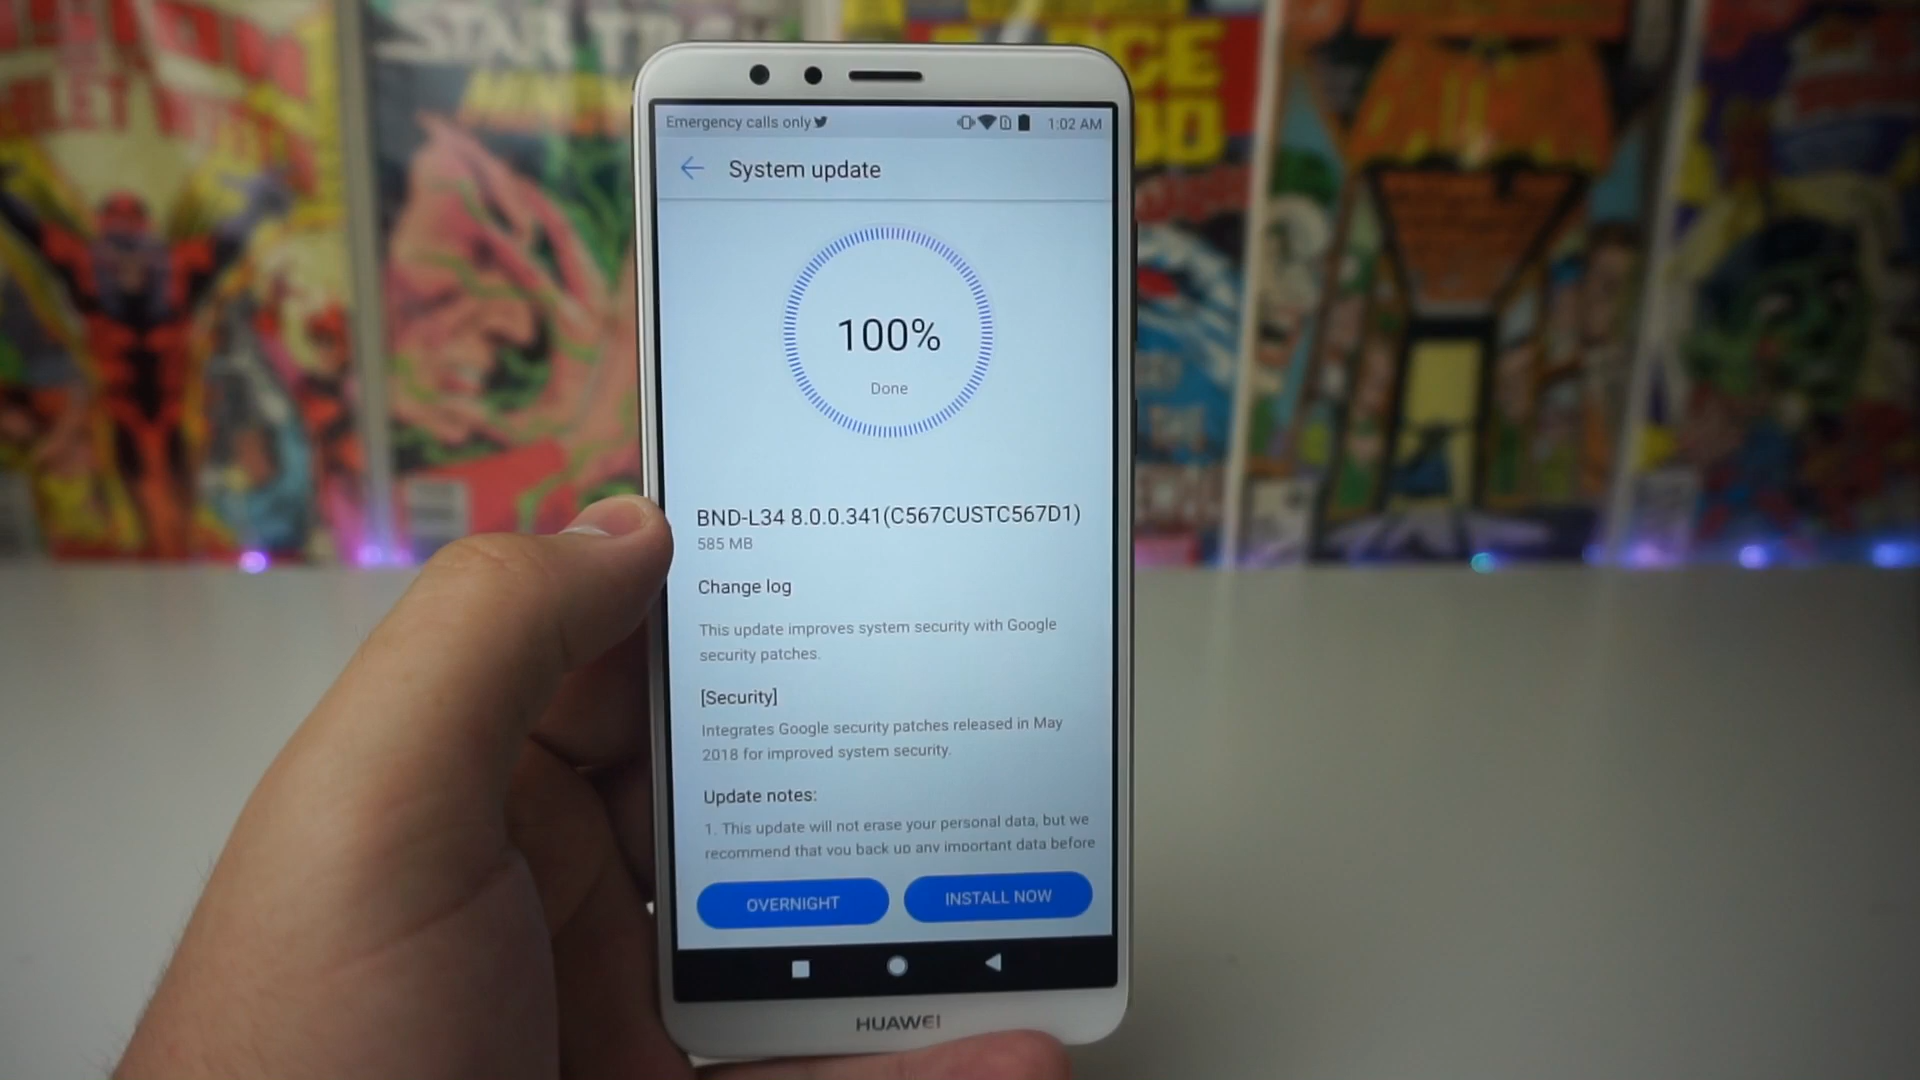 STAR TREK
Emergency calls only
1:02 AM
System update
100%
Done
BND-L34 8.0.0.341(C567CUSTC567D1)
585 MB
Change log
This update improves system security with Google
security patches.
[Security]
Integrates Google security patches released in May
2018 for improved system security.
Update notes:
1. This update will not erase your personal data, but we
recommend that you back up any important data before
OVERNIGHT
INSTALL NOW
HUAWEI